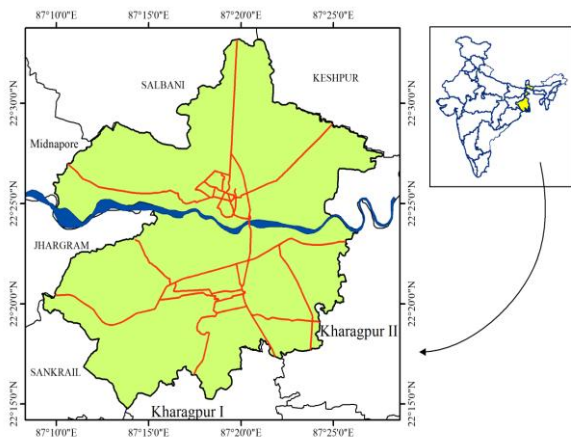 87°10'0"E 87°15'0"E 87°20'0"E 87°25'0"E
SALBANI
KESHPUR
22°30'0"N
22°30'0"N
Midnapore
22°25'0"N
22°25'0"N
JHARGRAM
22°20'0"N
22°20'0"N
Kharagpur II
SANKRAIL
Kharagpur I
22°15'0"N
22°15'0"N
87°10'0"E 87°15'0"E 87°20'0"E 87°25'0"E